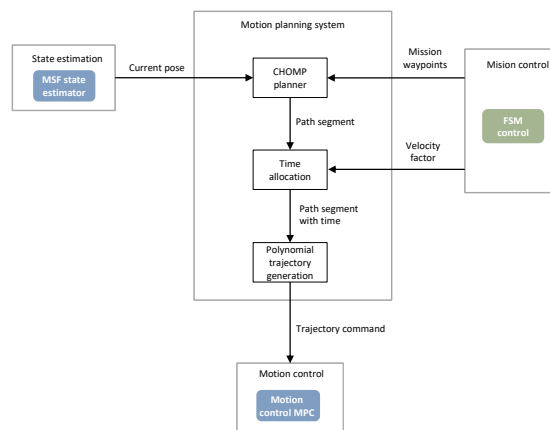 Motion planning system
State estimation
MSF state
estimator
Current pose
CHOMP
planner
Mission
waypoints
Mision control
FSM
control
Path segment
Velocity
factor
Time
allocation
Path segment
with time
Polynomial
trajectory
generation
Trajectory command
Motion control
Motion
control MPC